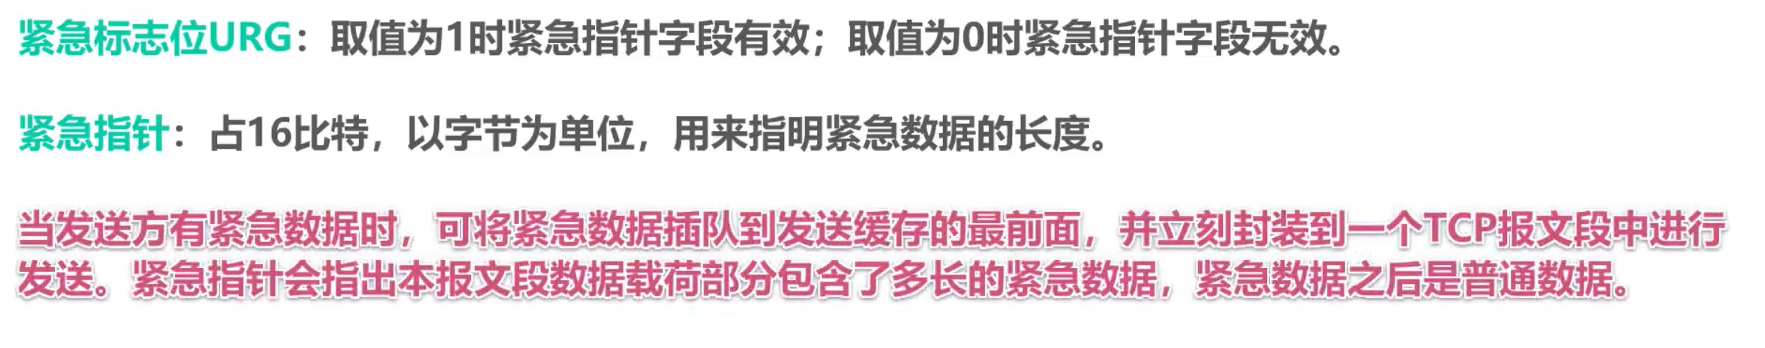 紧急标志位URG：取值为1时紧急指针字段有效；取值为0时紧急指针字段无效。
紧急指针：占16比特，以字节为单位，用来指明紧急数据的长度。
当发送方有紧急数据时，可将紧急数据插队到发送缓存的最前面，并立刻封装到一个TCP报文段中进行
发送。紧急指针会指出本报文段数据载荷部分包含了多长的紧急数据，紧急数据之后是普通数据。